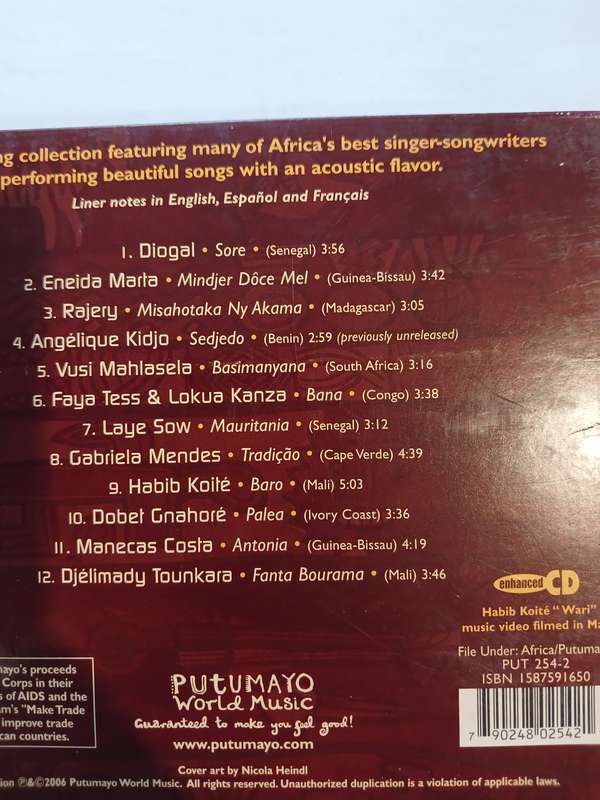 ng collection featuring many of Africa's best singer-songwriters
performing beautiful songs with an acoustic flavor.
Liner notes in English, Español and Français
1. Diogal • Sore • (Senegal) 3:56
2. Eneida Marta • Mindjer Dôce Mel • (Guinea-Bissau) 3:42
3. Rajery • Misahotaka Ny Akama • (Madagascar) 3:05
4. Angélique Kidjo • Sedjedo • (Benin) 2:59 (previously unreleased)
5. Vusi Mahlasela • Basimanyana • (South Africa) 3:16
6. Faya Tess & Lokua Kanza • Bana • (Congo) 3:38
7. Laye Sow • Mauritania • (Senegal) 3:12
8. Gabriela Mendes • Tradição • (Cape Verde) 4:39
9. Habib Koité • Baro • (Mali) 5:03
10. Dobet Gnahoré • Palea • (Ivory Coast) 3:36
11. Manecas Costa • Antonia • (Guinea-Bissau) 4:19
12. Djélimady Tounkara • Fanta Bourama • (Mali) 3:46
enhanced CD
Habib Koité "Wari"
music video filmed in Ma
File Under: Africa/Putuma
PUT 254-2
ISBN 1587591650
7 90248 02542
mayo's proceeds
Corps in their
s of AIDS and the
am's "Make Trade
improve trade
can countries.
PUTUMAYO
World Music
Guaranteed to make you feel good!
www.putumayo.com
Cover art by Nicola Heindl
tion ℗&©2006 Putumayo World Music. All rights reserved. Unauthorized duplication is a violation of applicable laws.